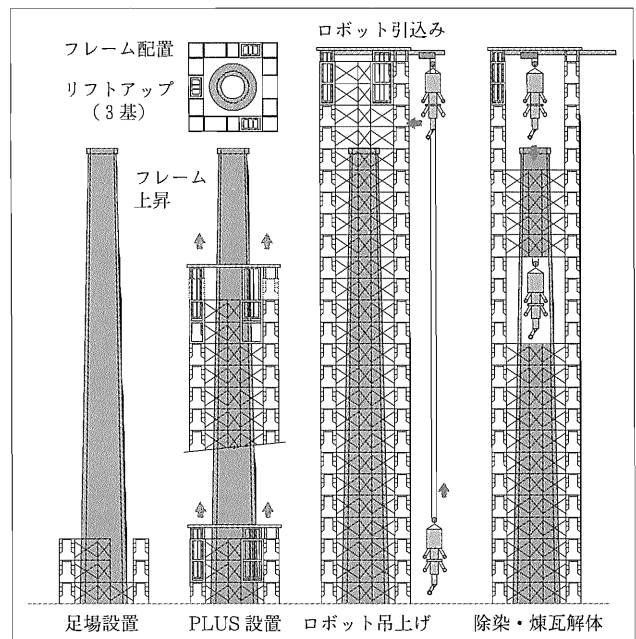 ロボット引込み
フレーム配置
リフトアップ
（3基）
フレーム
上昇
足場設置
PLUS 設置
ロボット吊上げ
除染・煉瓦解体